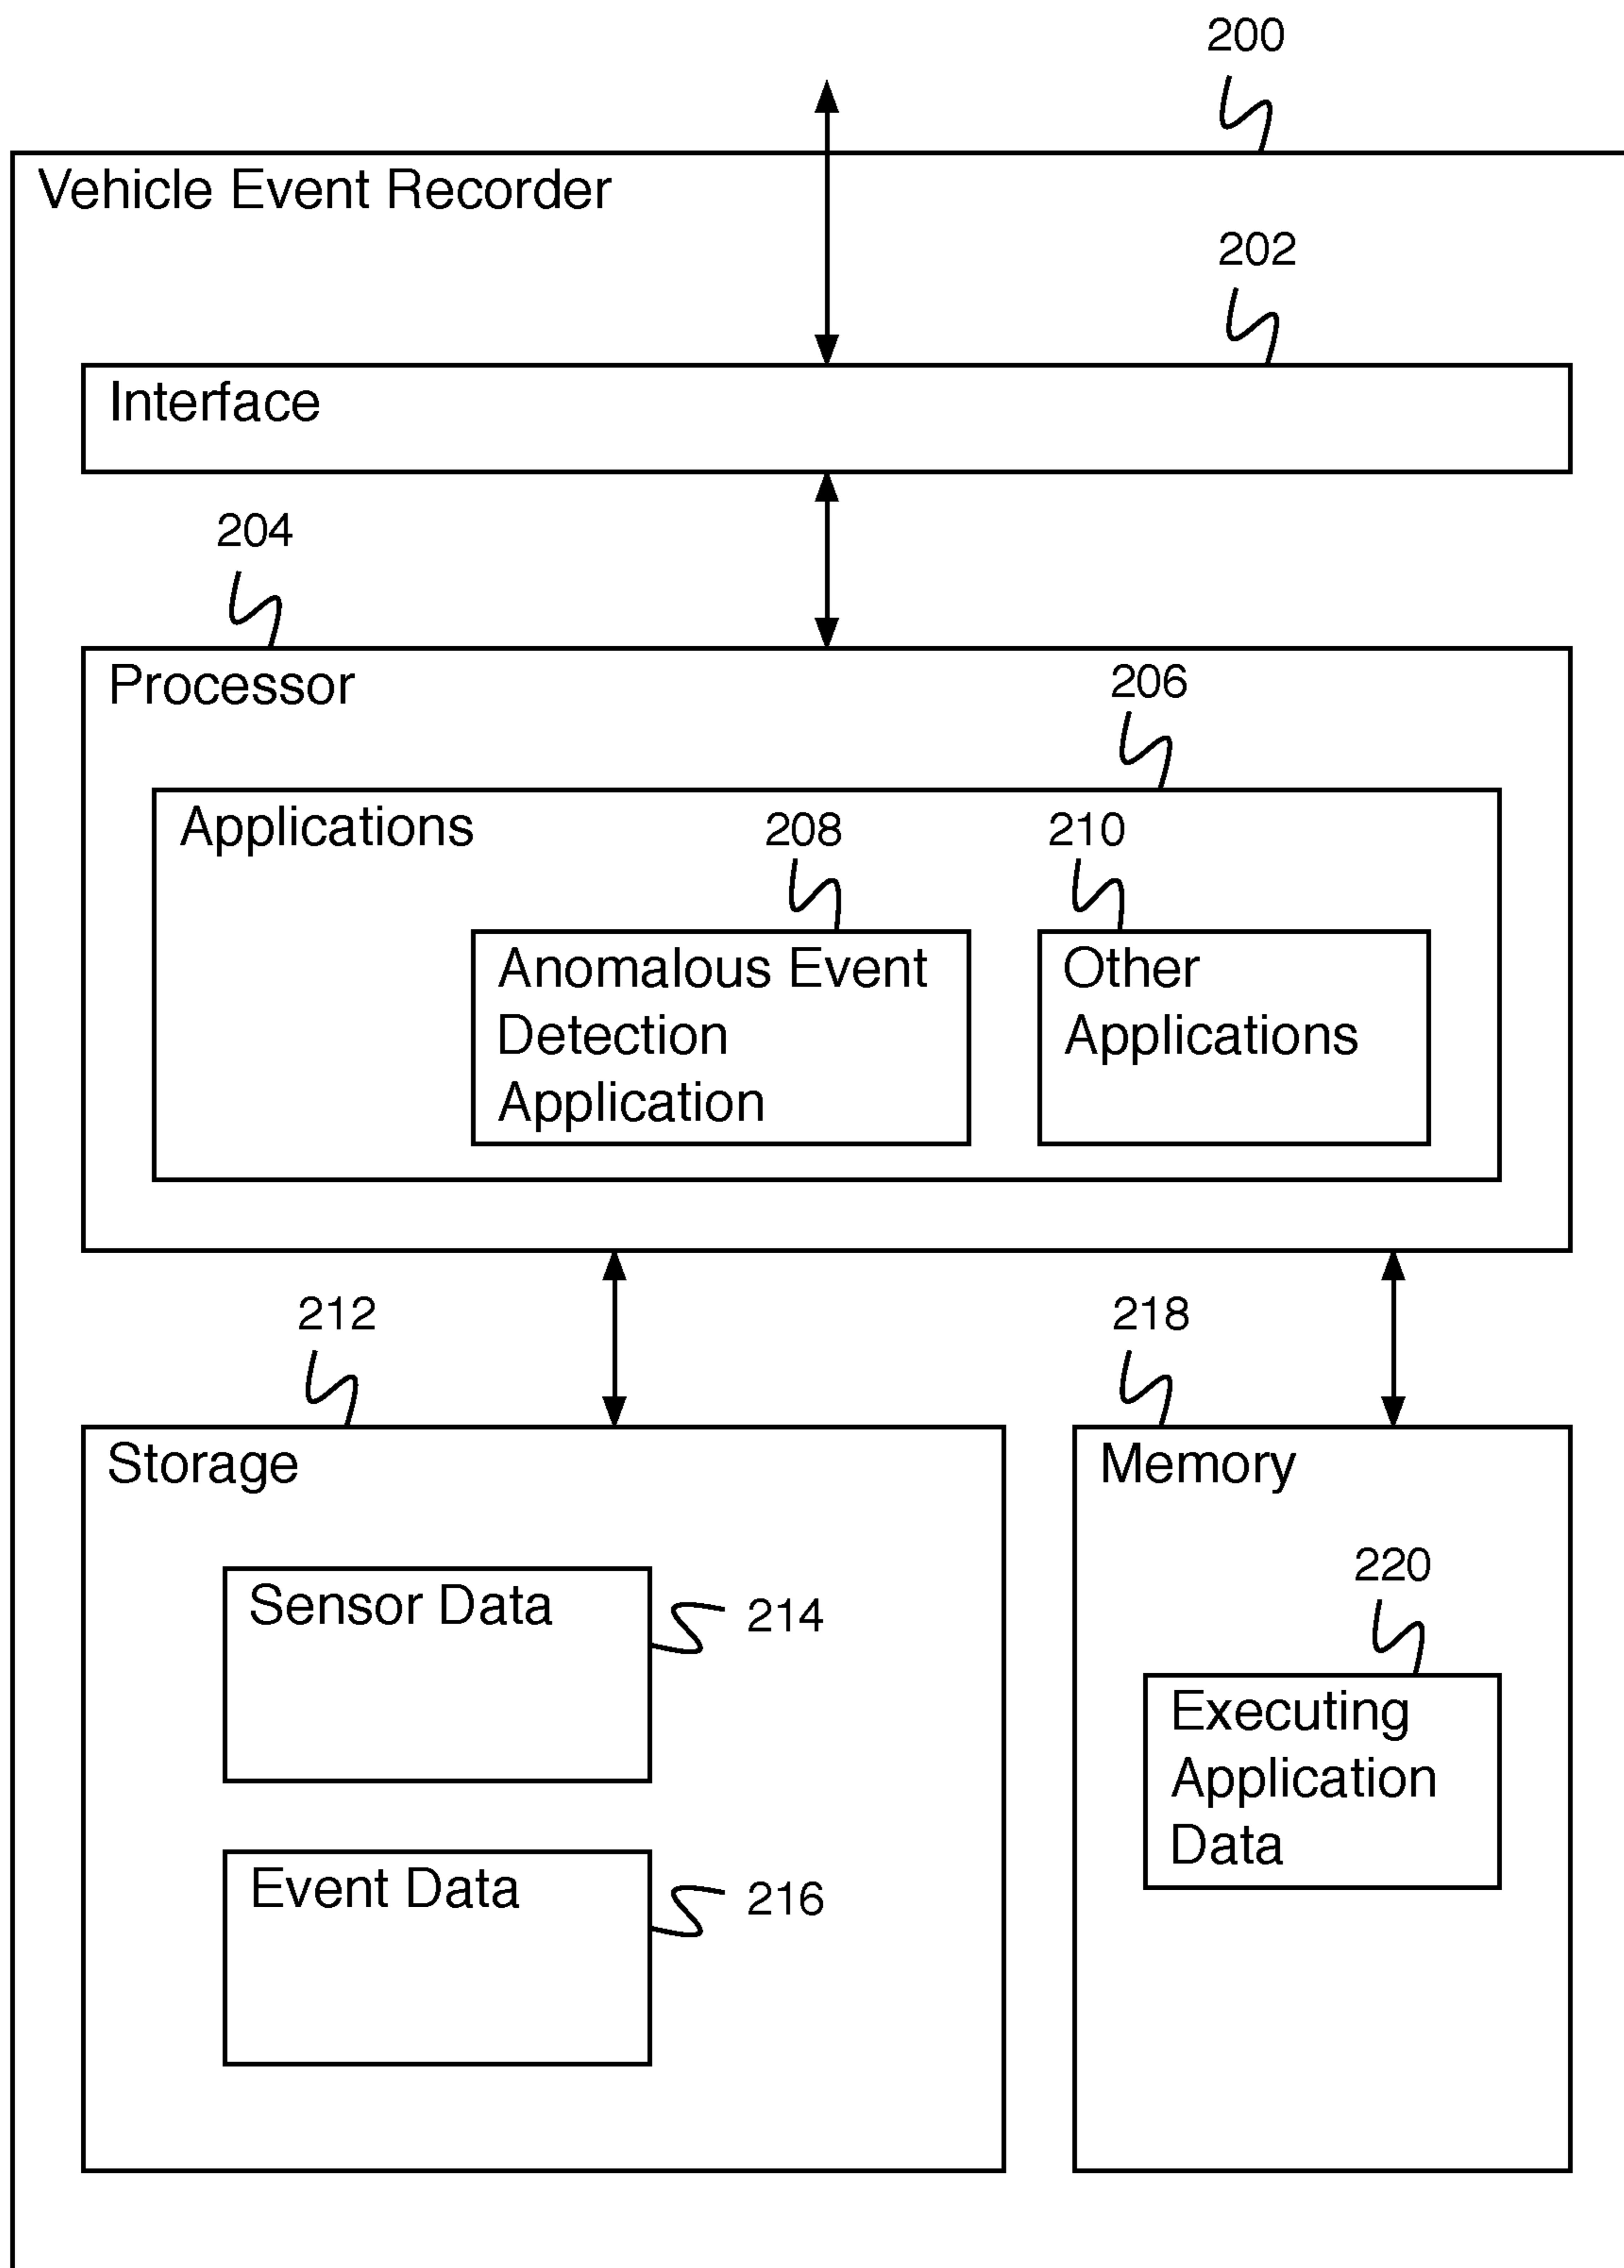 200
Vehicle Event Recorder
202
Interface
204
Processor
206
Applications
208
210
Anomalous Event
Detection
Application
Other
Applications
212
218
Storage
Memory
Sensor Data
214
220
Executing
Application
Data
Event Data
216